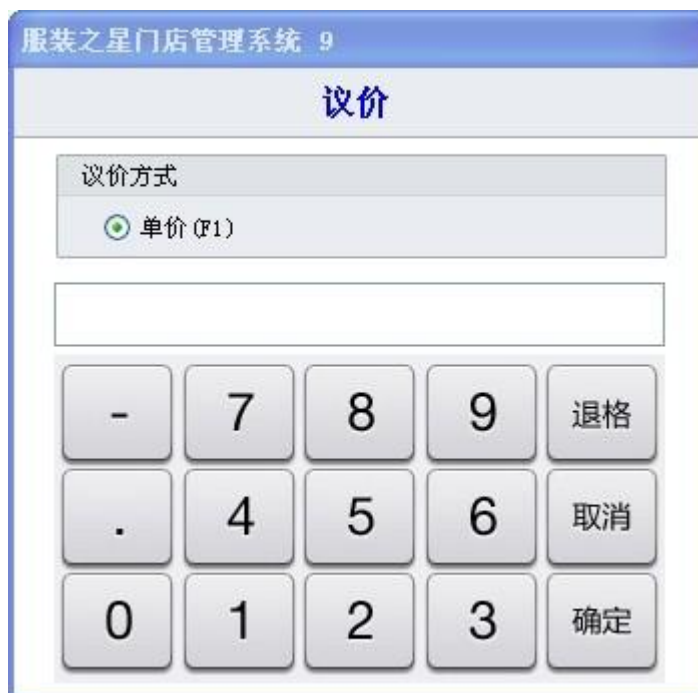 服装之星门店管理系统 9
议价
议价方式
单价(F1)
- 7 8 9 退格
. 4 5 6 取消
0 1 2 3 确定